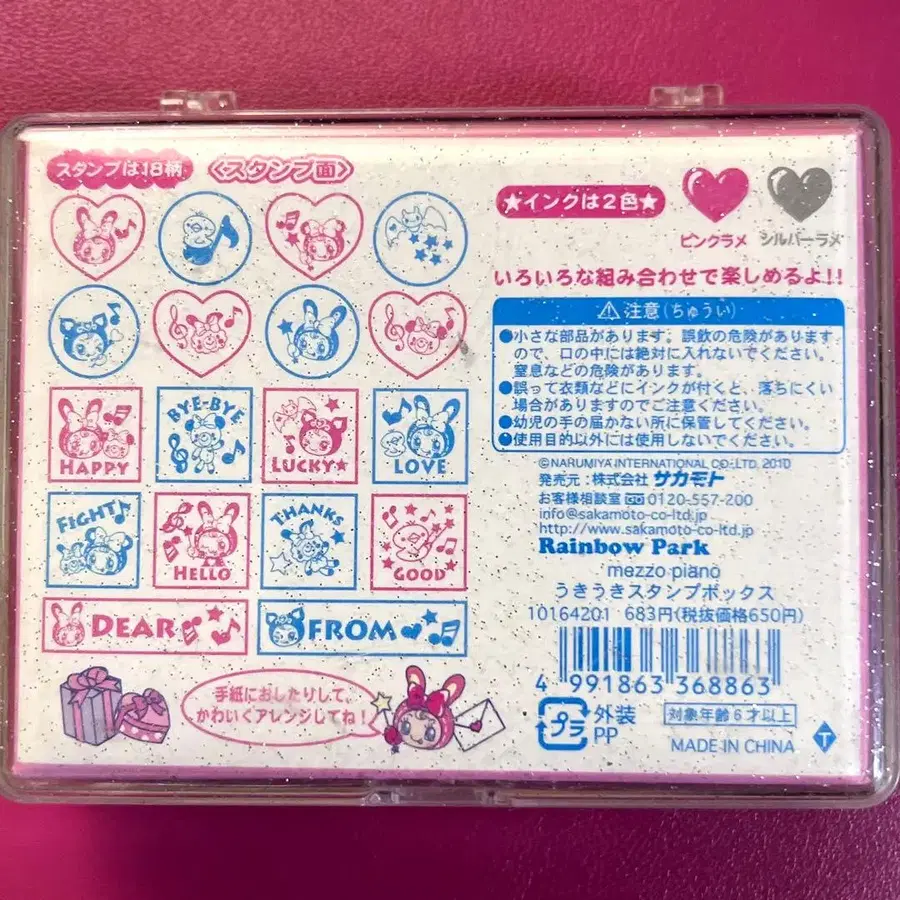 スタンプは18柄
<スタンプ面>
HAPPY
BYE-BYE
LUCKY★
LOVE
FIGHT
HELLO
THANKS
GOOD
DEAR
FROM
手紙におしたりして、
かわいくアレンジしてね!
★インクは2色★
ピンクラメ シルバーラメ
いろいろな組み合わせで楽しめるよ!!
⚠注意(ちゅうい)
●小さな部品があります。誤飲の危険があります
ので、口の中には絶対に入れないでください。
窒息などの危険があります。
●誤って衣類などにインクが付くと、落ちにくい
場合がありますのでご注意ください。
●幼児の手の届かない所に保管してください。
●使用目的以外には使用しないでください。
©NARUMIYA INTERNATIONAL CO.LTD. 2010
発売元:株式会社 サカモト
お客様相談室 0120-557-200
info@sakamoto-co-ltd.jp
http://www.sakamoto-co-ltd.jp
Rainbow Park
mezzo piano
うきうきスタンプボックス
10164201 683円(税抜価格650円)
4 991863 368863
プラ 外装
PP
対象年齢6才以上
MADE IN CHINA
T